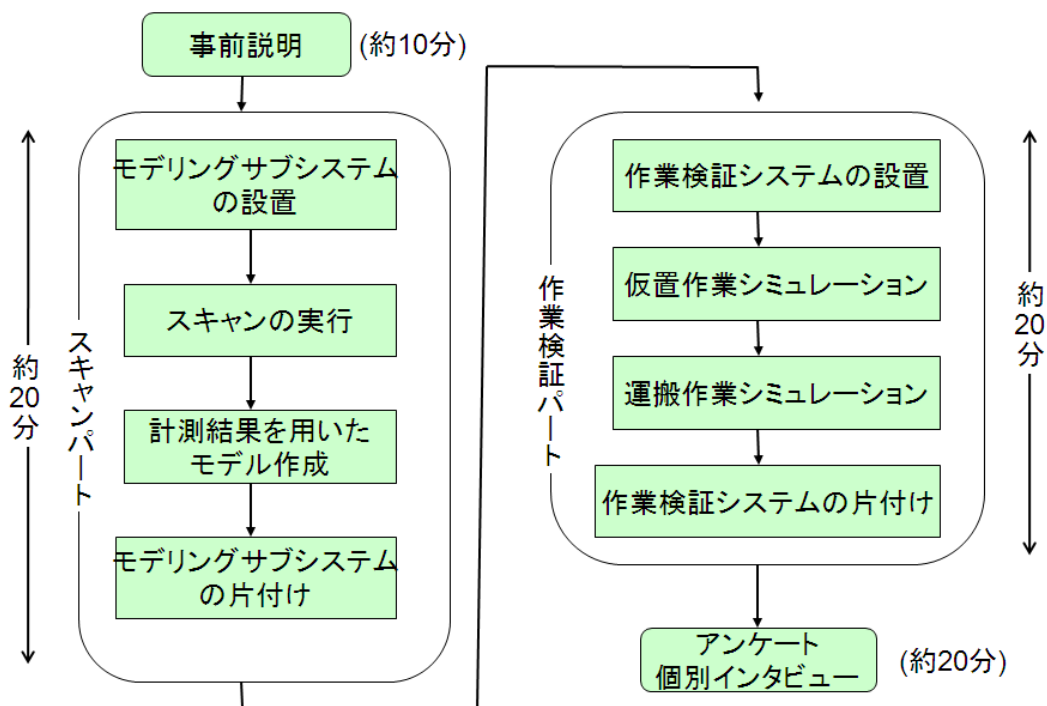 事前説明
(約10分)
モデリングサブシステム
の設置
スキャンの実行
計測結果を用いた
モデル作成
モデリングサブシステム
の片付け
スキャンパート
約20分
作業検証システムの設置
仮置作業シミュレーション
運搬作業シミュレーション
作業検証システムの片付け
作業検証パート
約20分
アンケート
個別インタビュー
(約20分)